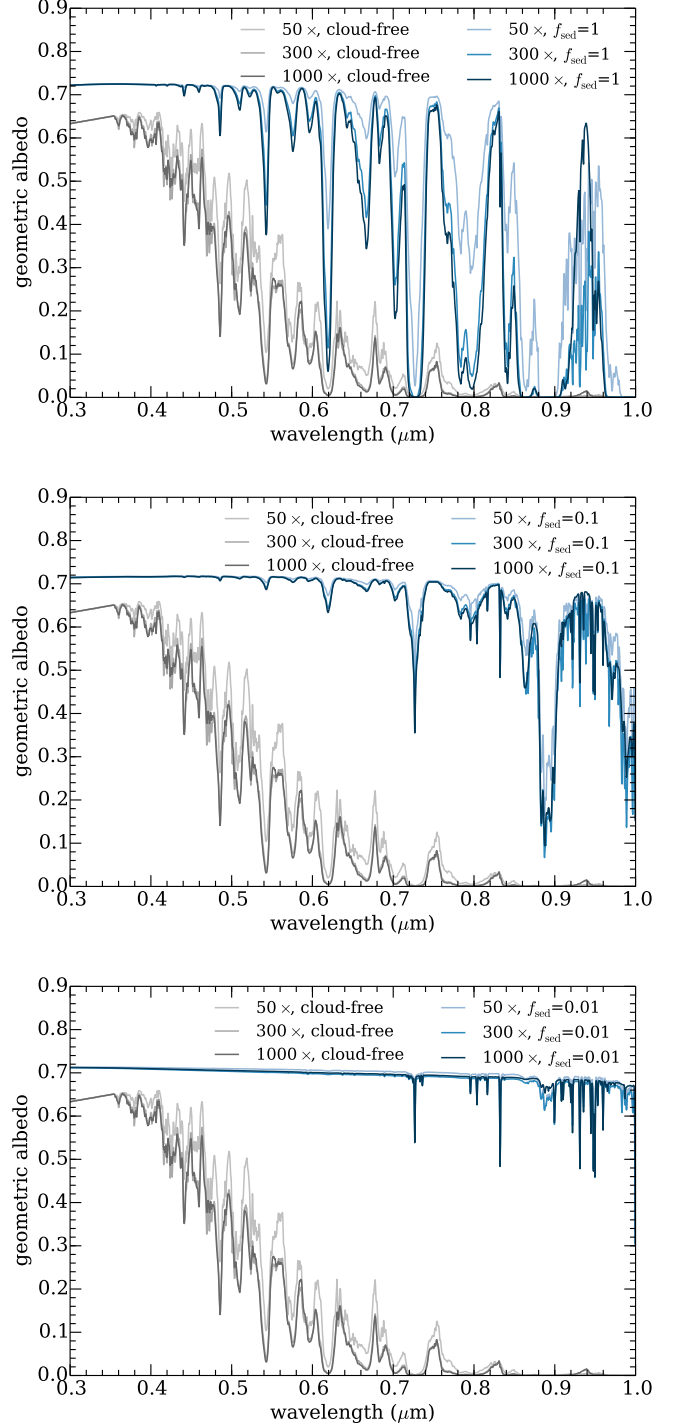 0.9
50 ×, cloud-free 50 ×, f_sed=1
300 ×, cloud-free 300 ×, f_sed=1
1000 ×, cloud-free 1000 ×, f_sed=1
0.8
0.7
0.6
0.5
0.4
0.3
0.2
0.1
0.0
geometric albedo
0.3 0.4 0.5 0.6 0.7 0.8 0.9 1.0
wavelength (μm)
0.9
50 ×, cloud-free 50 ×, f_sed=0.1
300 ×, cloud-free 300 ×, f_sed=0.1
1000 ×, cloud-free 1000 ×, f_sed=0.1
0.8
0.7
0.6
0.5
0.4
0.3
0.2
0.1
0.0
geometric albedo
0.3 0.4 0.5 0.6 0.7 0.8 0.9 1.0
wavelength (μm)
0.9
50 ×, cloud-free 50 ×, f_sed=0.01
300 ×, cloud-free 300 ×, f_sed=0.01
1000 ×, cloud-free 1000 ×, f_sed=0.01
0.8
0.7
0.6
0.5
0.4
0.3
0.2
0.1
0.0
geometric albedo
0.3 0.4 0.5 0.6 0.7 0.8 0.9 1.0
wavelength (μm)